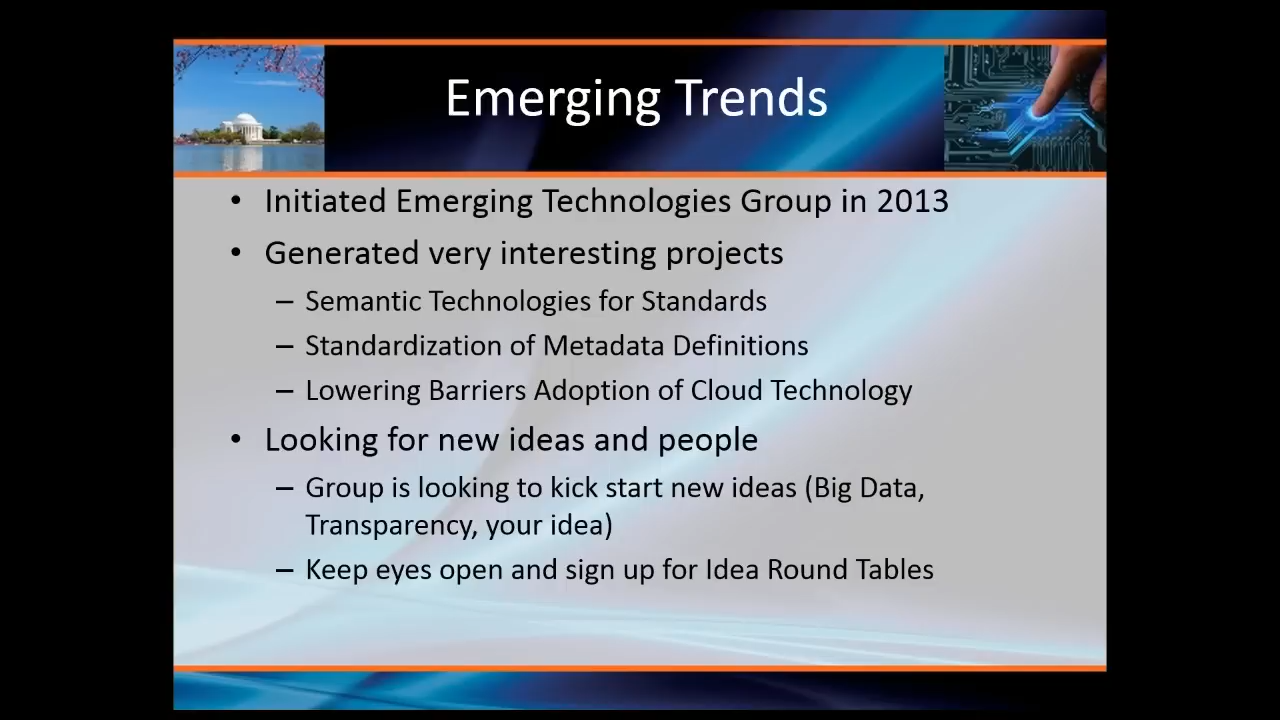 Emerging Trends
• Initiated Emerging Technologies Group in 2013
• Generated very interesting projects
– Semantic Technologies for Standards
– Standardization of Metadata Definitions
– Lowering Barriers Adoption of Cloud Technology
• Looking for new ideas and people
– Group is looking to kick start new ideas (Big Data,
Transparency, your idea)
– Keep eyes open and sign up for Idea Round Tables